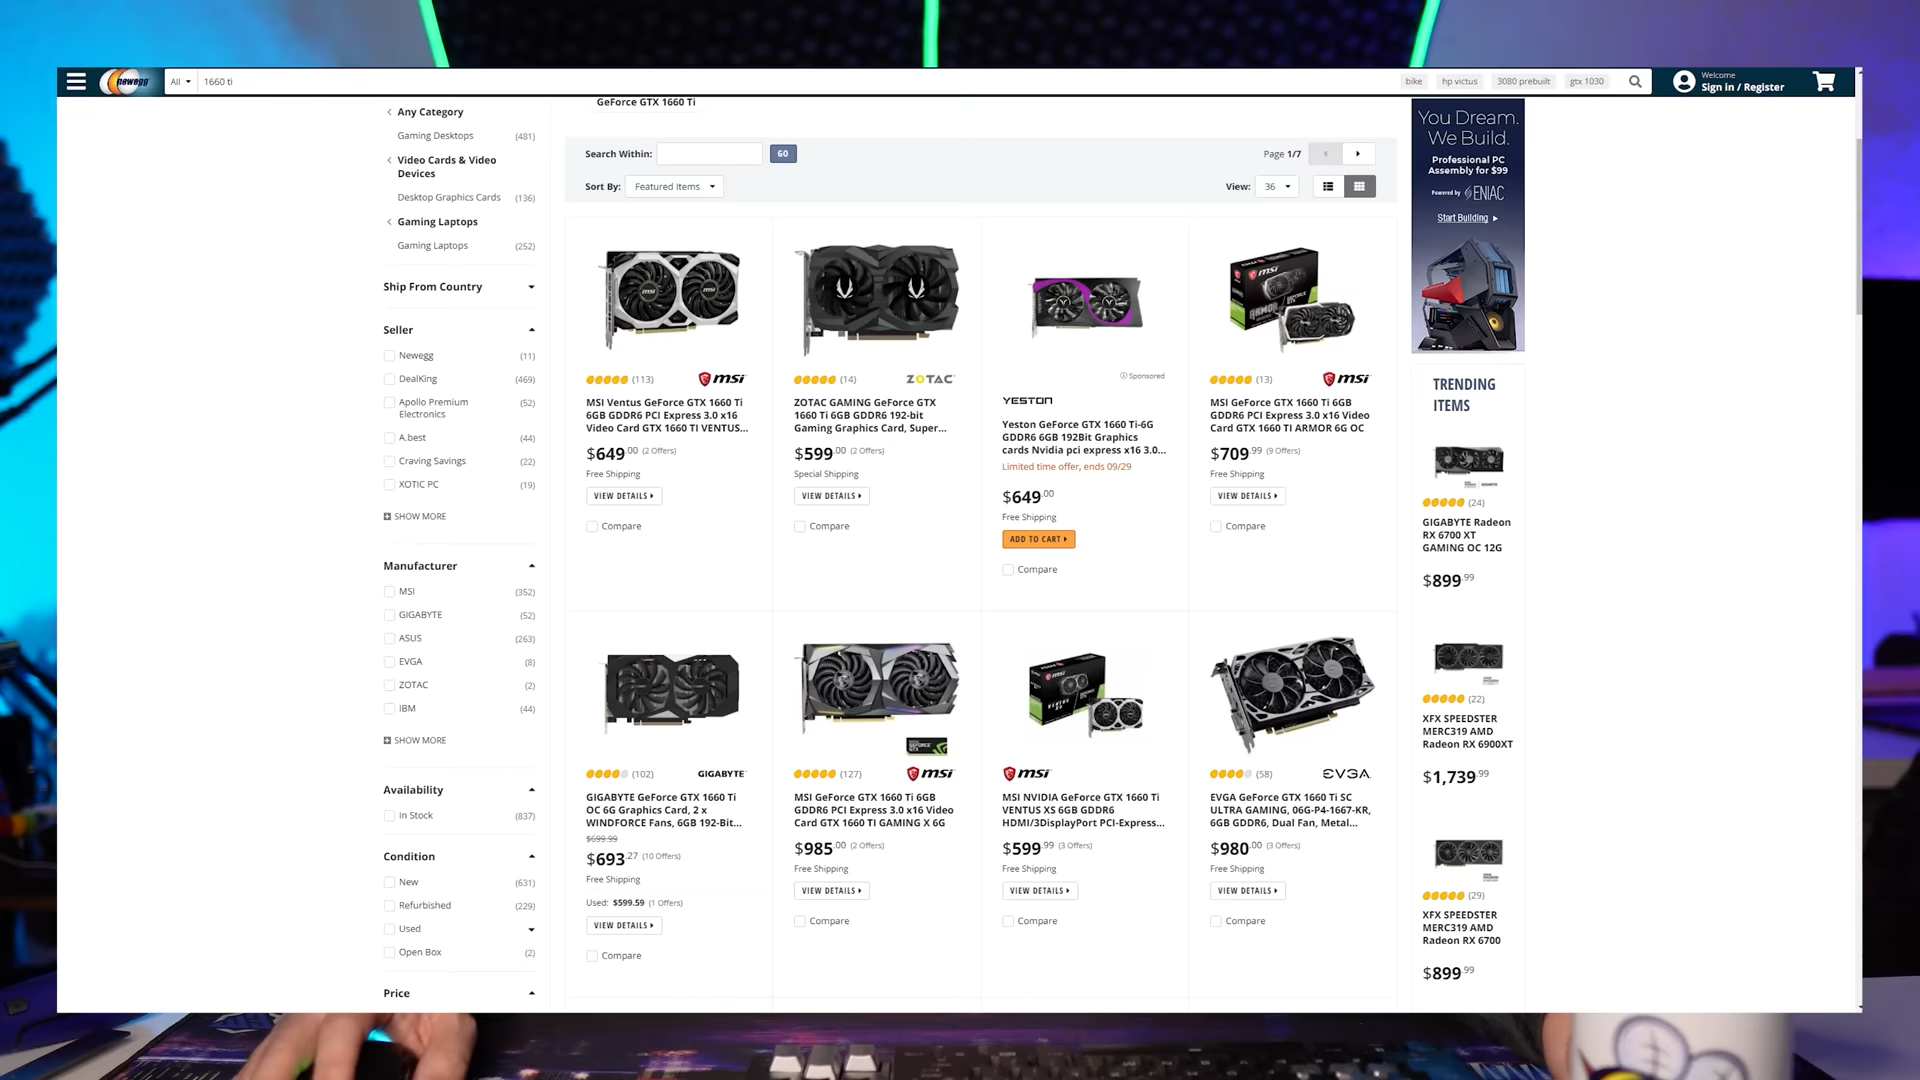 newegg
All
1660 ti
bike
hp victus
3080 prebuilt
gtx 1030
Welcome
Sign in / Register
Any Category
Gaming Desktops (481)
Video Cards & Video
Devices
Desktop Graphics Cards (136)
Gaming Laptops
Gaming Laptops (252)
Ship From Country
Seller
Newegg (11)
DealKing (469)
Apollo Premium (52)
Electronics
A.best (44)
Craving Savings (22)
XOTIC PC (19)
SHOW MORE
Manufacturer
MSI (352)
GIGABYTE (52)
ASUS (263)
EVGA (8)
ZOTAC (2)
IBM (44)
SHOW MORE
Availability
In Stock (837)
Condition
New (631)
Refurbished (229)
Used
Open Box (2)
Price
GeForce GTX 1660 Ti
Search Within:
GO
Page 1/7
Sort By:
Featured Items
View:
36
(113)
msi
MSI Ventus GeForce GTX 1660 Ti
6GB GDDR6 PCI Express 3.0 x16
Video Card GTX 1660 TI VENTUS...
$649.00 (2 Offers)
Free Shipping
VIEW DETAILS
Compare
(14)
ZOTAC
ZOTAC GAMING GeForce GTX
1660 Ti 6GB GDDR6 192-bit
Gaming Graphics Card, Super...
$599.00 (2 Offers)
Special Shipping
VIEW DETAILS
Compare
Sponsored
YESTON
Yeston GeForce GTX 1660 Ti-6G
GDDR6 6GB 192Bit Graphics
cards Nvidia pci express x16 3.0...
Limited time offer, ends 09/29
$649.00
Free Shipping
ADD TO CART
Compare
(13)
msi
MSI GeForce GTX 1660 Ti 6GB
GDDR6 PCI Express 3.0 x16 Video
Card GTX 1660 TI ARMOR 6G OC
$709.99 (9 Offers)
Free Shipping
VIEW DETAILS
Compare
(102)
GIGABYTE
GIGABYTE GeForce GTX 1660 Ti
OC 6G Graphics Card, 2 x
WINDFORCE Fans, 6GB 192-Bit...
$699.99
$693.27 (10 Offers)
Free Shipping
Used: $599.59 (1 Offers)
VIEW DETAILS
Compare
(127)
msi
MSI GeForce GTX 1660 Ti 6GB
GDDR6 PCI Express 3.0 x16 Video
Card GTX 1660 TI GAMING X 6G
$985.00 (2 Offers)
Free Shipping
VIEW DETAILS
Compare
msi
MSI NVIDIA GeForce GTX 1660 Ti
VENTUS XS 6GB GDDR6
HDMI/3DisplayPort PCI-Express...
$599.99 (3 Offers)
Free Shipping
VIEW DETAILS
Compare
(58)
EVGA
EVGA GeForce GTX 1660 Ti SC
ULTRA GAMING, 06G-P4-1667-KR,
6GB GDDR6, Dual Fan, Metal...
$980.00 (3 Offers)
Free Shipping
VIEW DETAILS
Compare
You Dream.
We Build.
Professional PC
Assembly for $99
Powered by ENIAC
Start Building
TRENDING
ITEMS
(24)
GIGABYTE Radeon
RX 6700 XT
GAMING OC 12G
$899.99
(22)
XFX SPEEDSTER
MERC319 AMD
Radeon RX 6900XT
$1,739.99
(29)
XFX SPEEDSTER
MERC319 AMD
Radeon RX 6700
$899.99